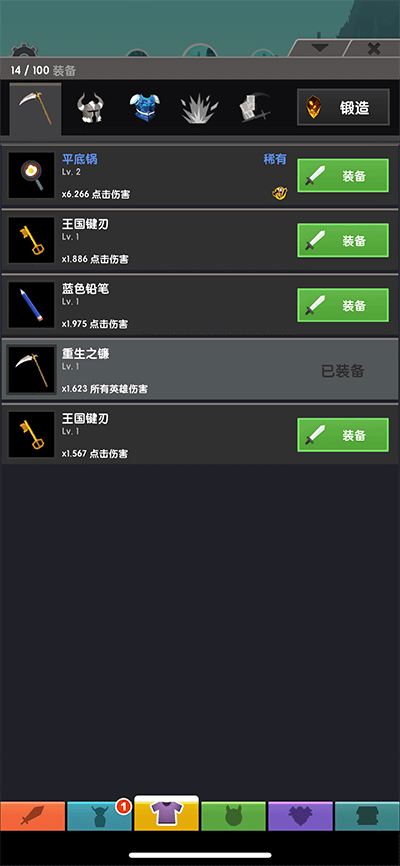 14 / 100 装备
锻造
平底锅 稀有
Lv. 2
x6.266 点击伤害
装备
王国键刃
Lv. 1
x1.886 点击伤害
装备
蓝色铅笔
Lv. 1
x1.975 点击伤害
装备
重生之镰
Lv. 1
x1.623 所有英雄伤害
已装备
王国键刃
Lv. 1
x1.567 点击伤害
装备
1